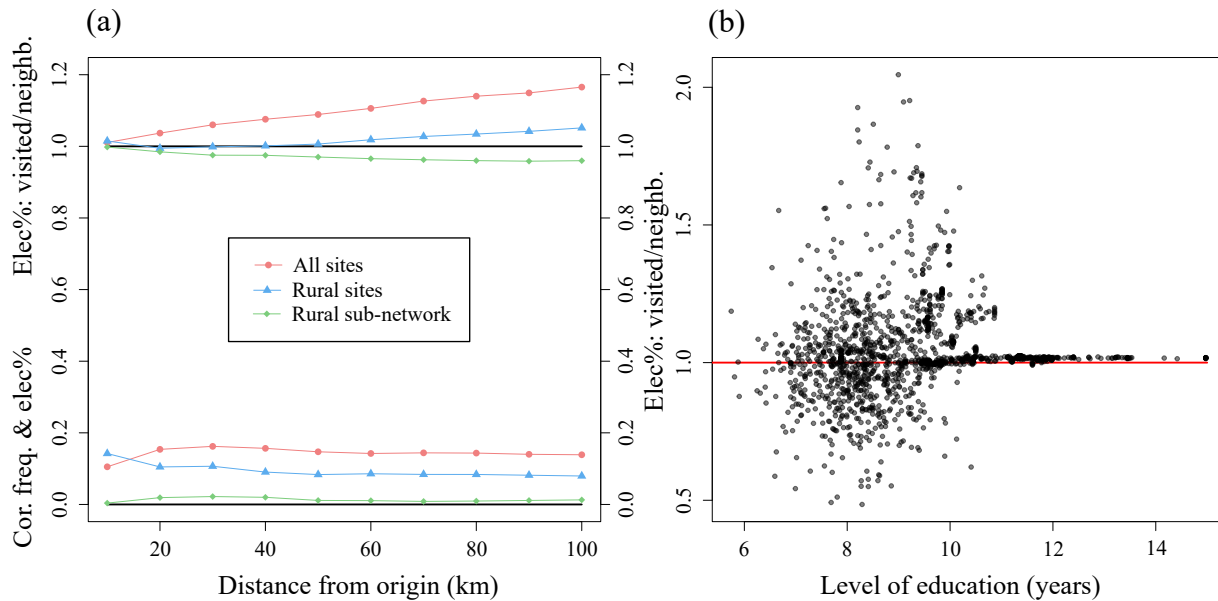 (a)
Elec%: visited/neighb.
Cor. freq. & elec%
1.2
1.0
0.8
0.6
0.4
0.2
0.0
1.2
1.0
0.8
0.6
0.4
0.2
0.0
All sites
Rural sites
Rural sub-network
20 40 60 80 100
Distance from origin (km)
(b)
Elec%: visited/neighb.
2.0
1.5
1.0
0.5
6 8 10 12 14
Level of education (years)